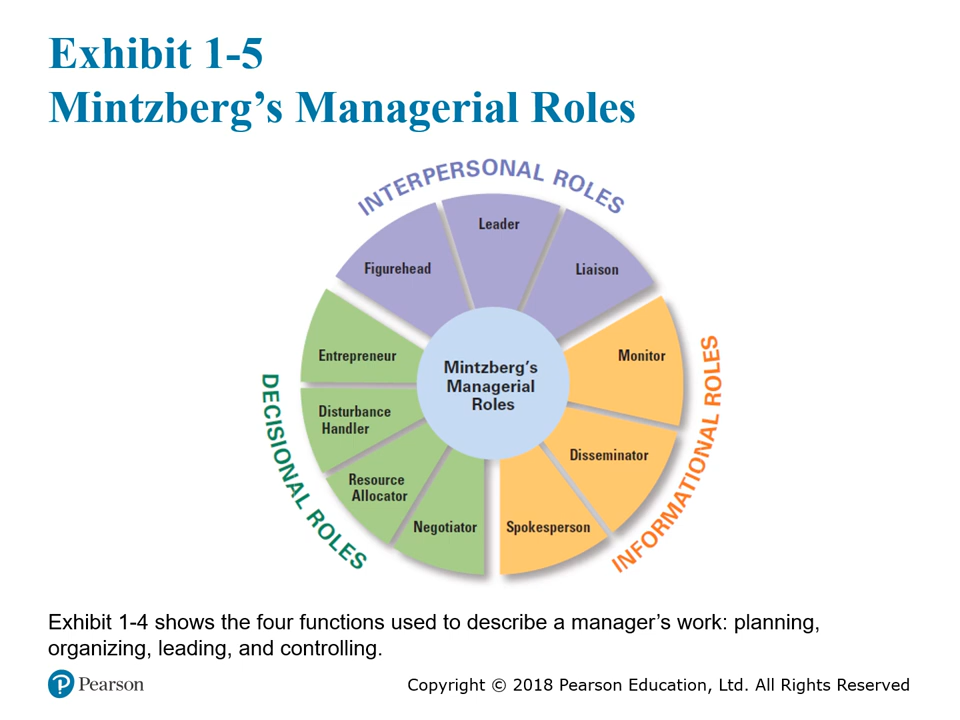 Exhibit 1-5
Mintzberg’s Managerial Roles
INTERPERSONAL ROLES
Leader
Figurehead
Liaison
Entrepreneur
Monitor
Mintzberg’s
Managerial
Roles
DECISIONAL ROLES
INFORMATIONAL ROLES
Disturbance
Handler
Disseminator
Resource
Allocator
Negotiator
Spokesperson
Exhibit 1-4 shows the four functions used to describe a manager’s work: planning,
organizing, leading, and controlling.
Pearson
Copyright © 2018 Pearson Education, Ltd. All Rights Reserved